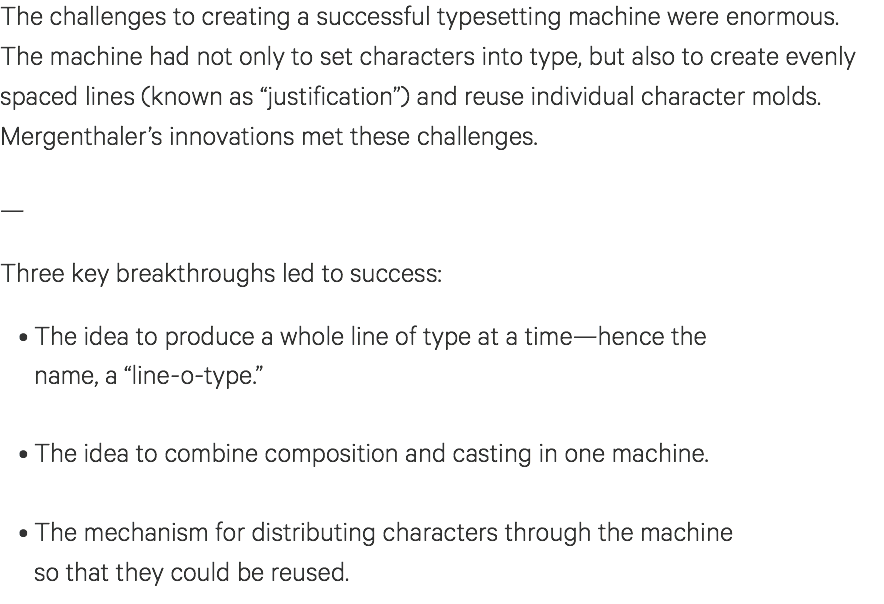 The challenges to creating a successful typesetting machine were enormous.
The machine had not only to set characters into type, but also to create evenly
spaced lines (known as “justification”) and reuse individual character molds.
Mergenthaler’s innovations met these challenges.
—
Three key breakthroughs led to success:
• The idea to produce a whole line of type at a time—hence the
name, a “line-o-type.”
• The idea to combine composition and casting in one machine.
• The mechanism for distributing characters through the machine
so that they could be reused.